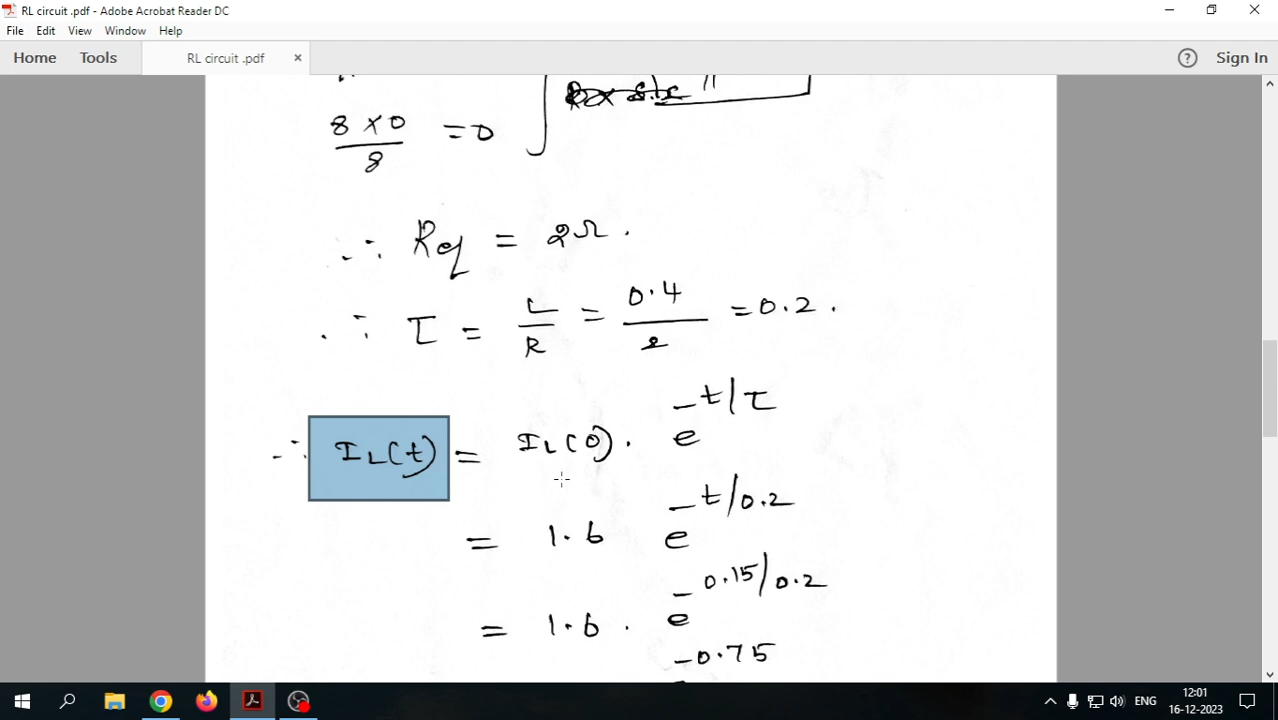 RL circuit .pdf - Adobe Acrobat Reader DC
File Edit View Window Help
Home Tools RL circuit .pdf × ? Sign In
8 × 0 / 8 = 0
∴ Req = 2Ω.
∴ τ = L/R = 0.4/2 = 0.2.
∴ IL(t) = IL(0) · e^-t/τ
= 1.6 e^-t/0.2
= 1.6 · e^-0.15/0.2
-0.75
ENG 12:01
16-12-2023